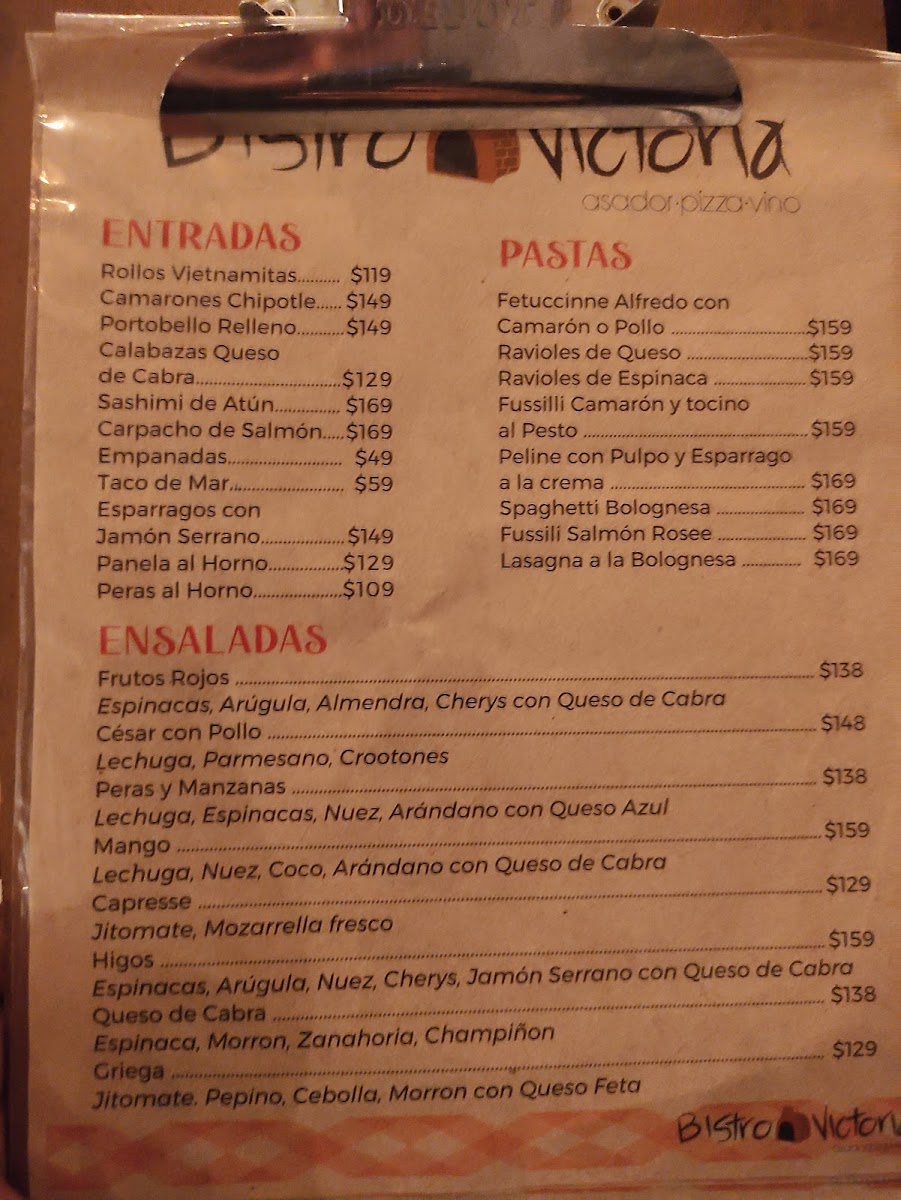 Bistro Victoria
asador·pizza·vino
ENTRADAS
Rollos Vietnamitas.......... $119
Camarones Chipotle...... $149
Portobello Relleno.......... $149
Calabazas Queso
de Cabra............................. $129
Sashimi de Atún.............. $169
Carpacho de Salmón..... $169
Empanadas........................ $49
Taco de Mar........................ $59
Esparragos con
Jamón Serrano................. $149
Panela al Horno............... $129
Peras al Horno................... $109
PASTAS
Fetuccinne Alfredo con
Camarón o Pollo ............................ $159
Ravioles de Queso ......................... $159
Ravioles de Espinaca ................... $159
Fussilli Camarón y tocino
al Pesto .............................................. $159
Peline con Pulpo y Esparrago
a la crema ........................................ $169
Spaghetti Bolognesa .................. $169
Fussili Salmón Rosee .................. $169
Lasagna a la Bolognesa ............ $169
ENSALADAS
Frutos Rojos ........................................ $138
Espinacas, Arúgula, Almendra, Cherys con Queso de Cabra
César con Pollo ........................................ $148
Lechuga, Parmesano, Crootones
Peras y Manzanas ........................................ $138
Lechuga, Espinacas, Nuez, Arándano con Queso Azul
Mango ........................................ $159
Lechuga, Nuez, Coco, Arándano con Queso de Cabra
Capresse ........................................ $129
Jitomate, Mozarrella fresco
Higos ........................................ $159
Espinacas, Arúgula, Nuez, Cherys, Jamón Serrano con Queso de Cabra
Queso de Cabra ........................................ $138
Espinaca, Morron, Zanahoria, Champiñon
Griega ........................................ $129
Jitomate. Pepino, Cebolla, Morron con Queso Feta
Bistro Victori